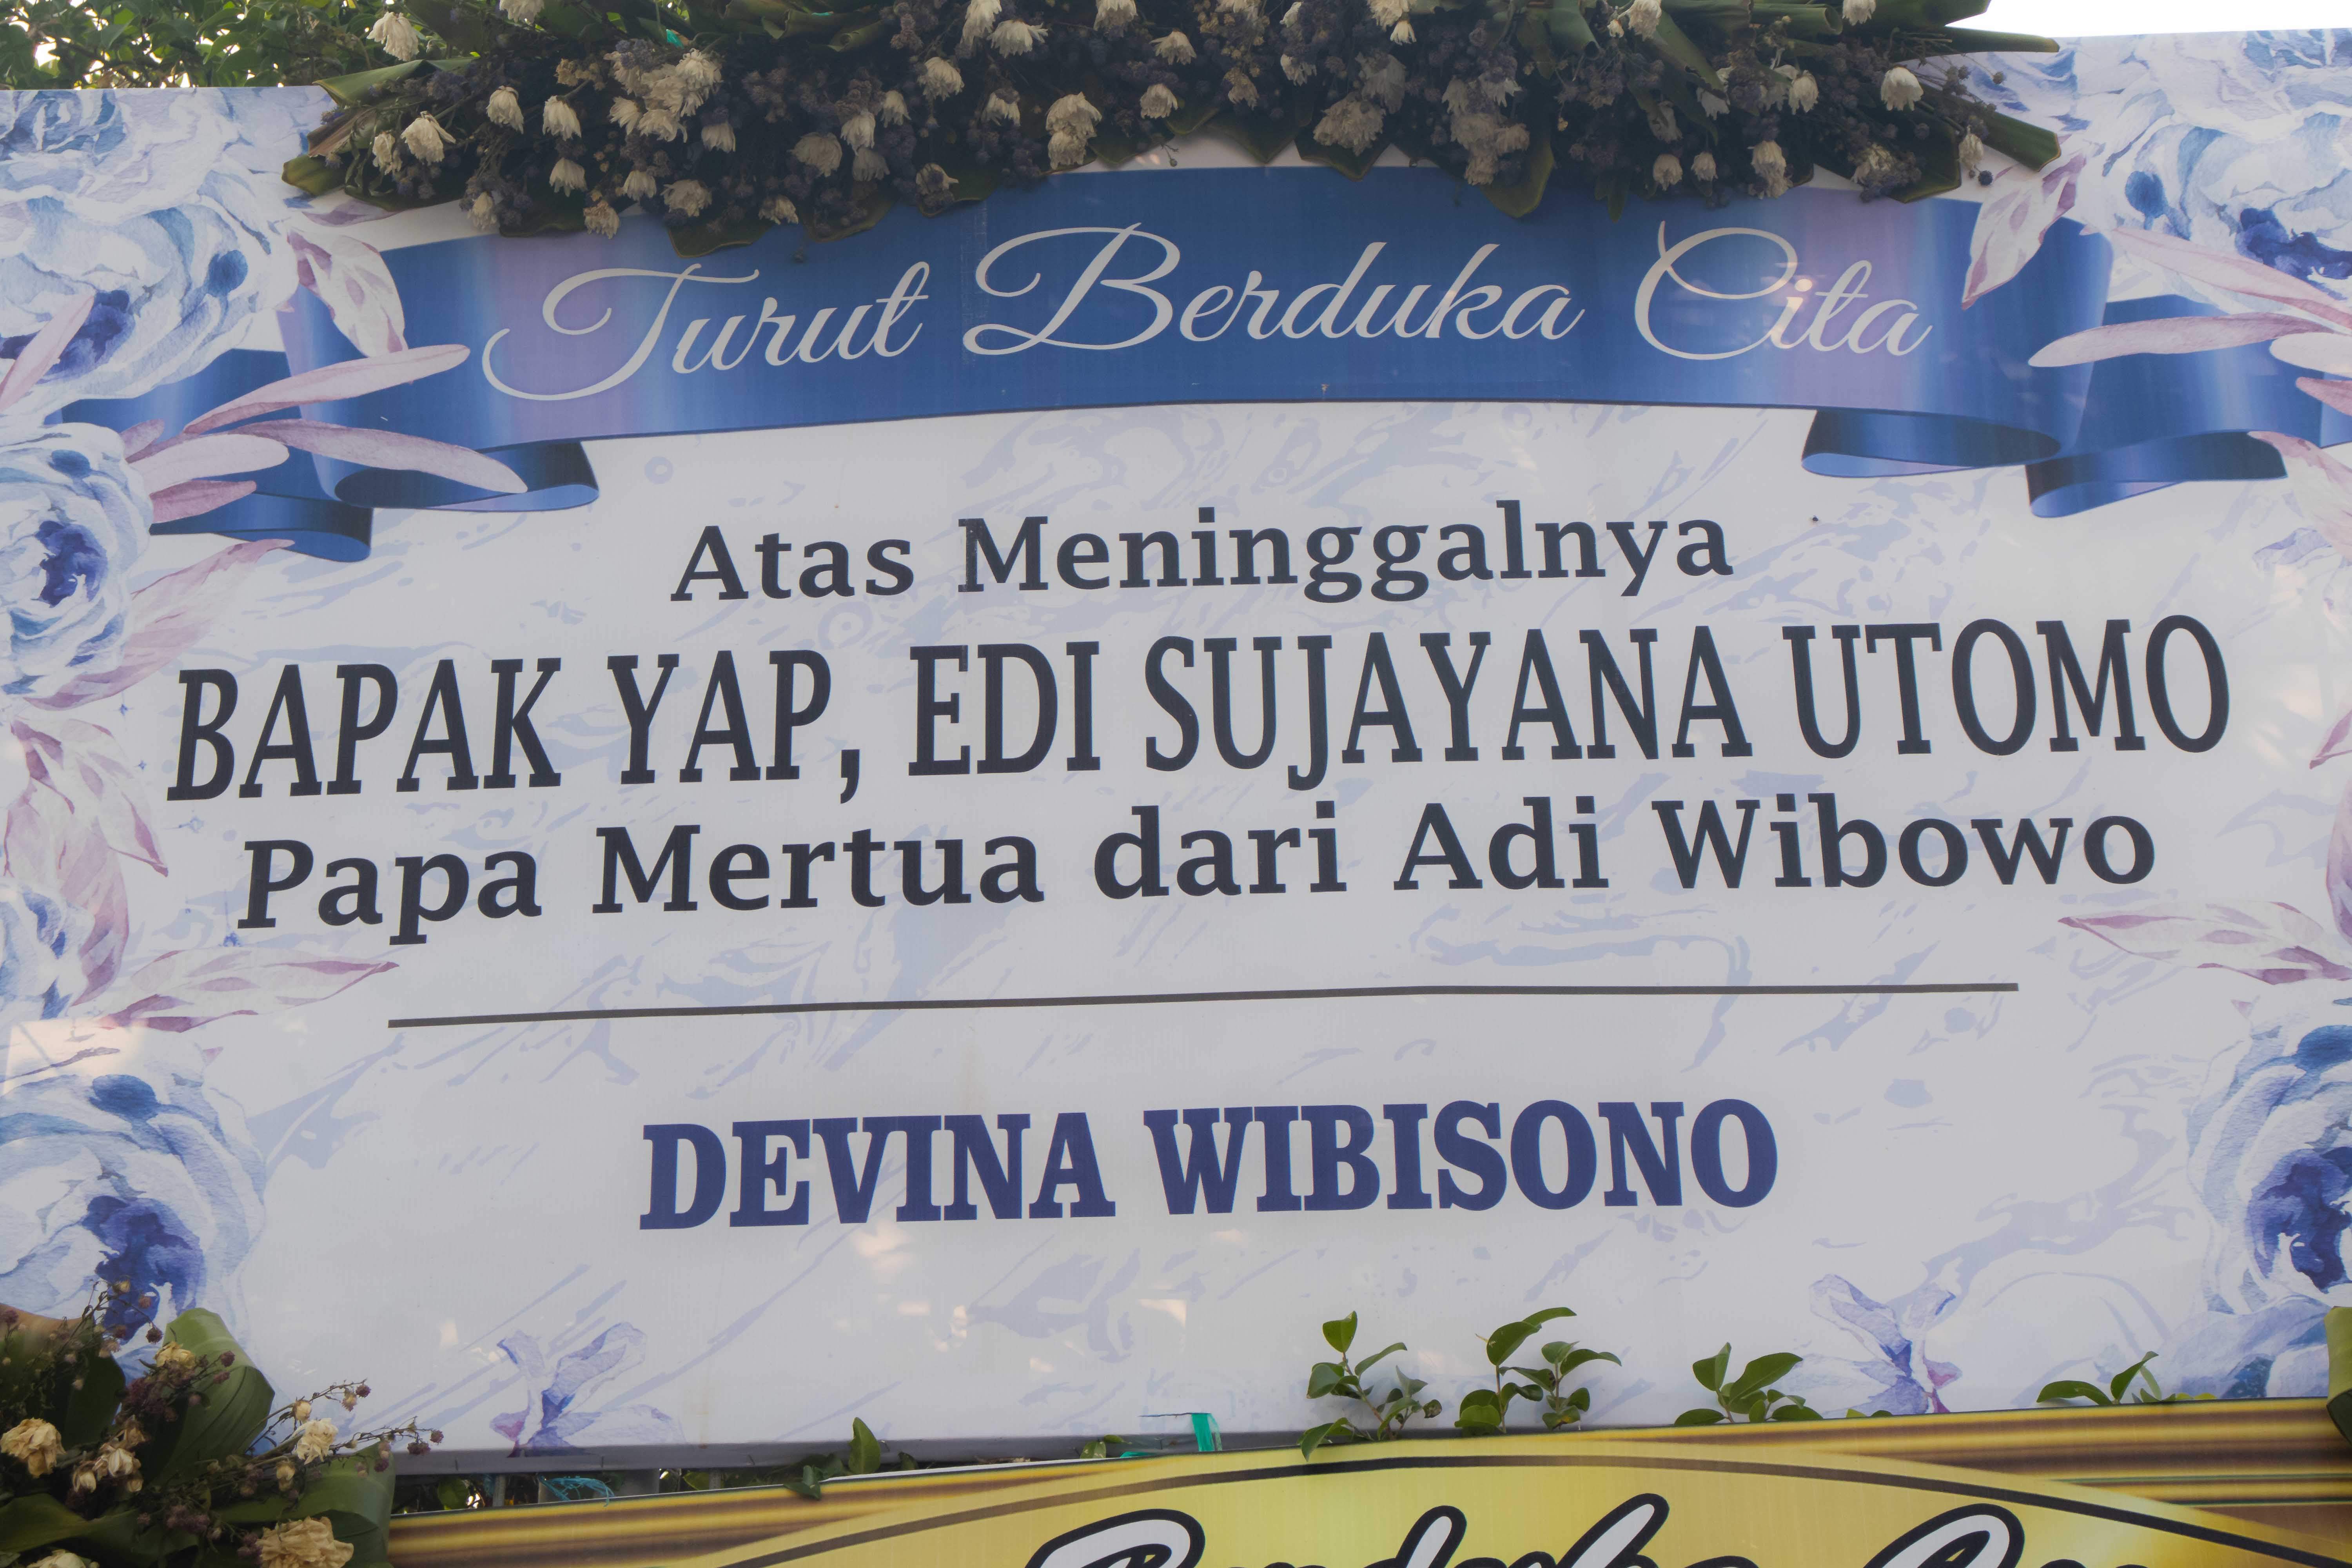 Turut Berduka Cita
Atas Meninggalnya
BAPAK YAP, EDI SUJAYANA UTOMO
Papa Mertua dari Adi Wibowo
DEVINA WIBISONO